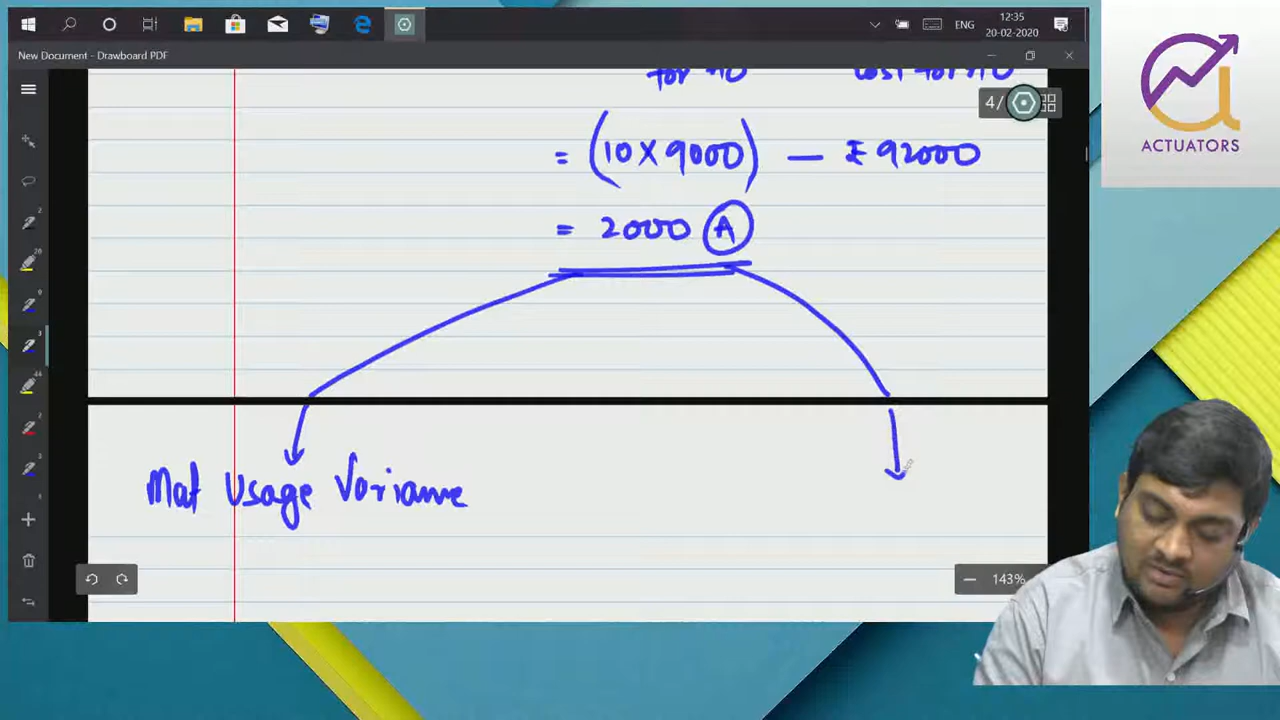 12:35
ENG
20-02-2020
New Document - Drawboard PDF
4/
ACTUATORS
= (10 X 9000) — ₹ 92000
= 2000 (A)
Mat Usage Variance
143%